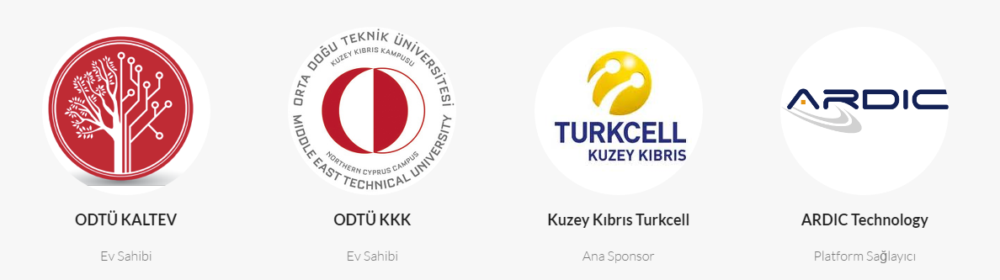 ORTA DOĞU TEKNİK ÜNİVERSİTESİ
KUZEY KIBRIS KAMPUSU
NORTHERN CYPRUS CAMPUS
MIDDLE EAST TECHNICAL UNIVERSITY
TURKCELL
KUZEY KIBRIS
ARDIC
ODTÜ KALTEV
ODTÜ KKK
Kuzey Kıbrıs Turkcell
ARDIC Technology
Ev Sahibi
Ev Sahibi
Ana Sponsor
Platform Sağlayıcı